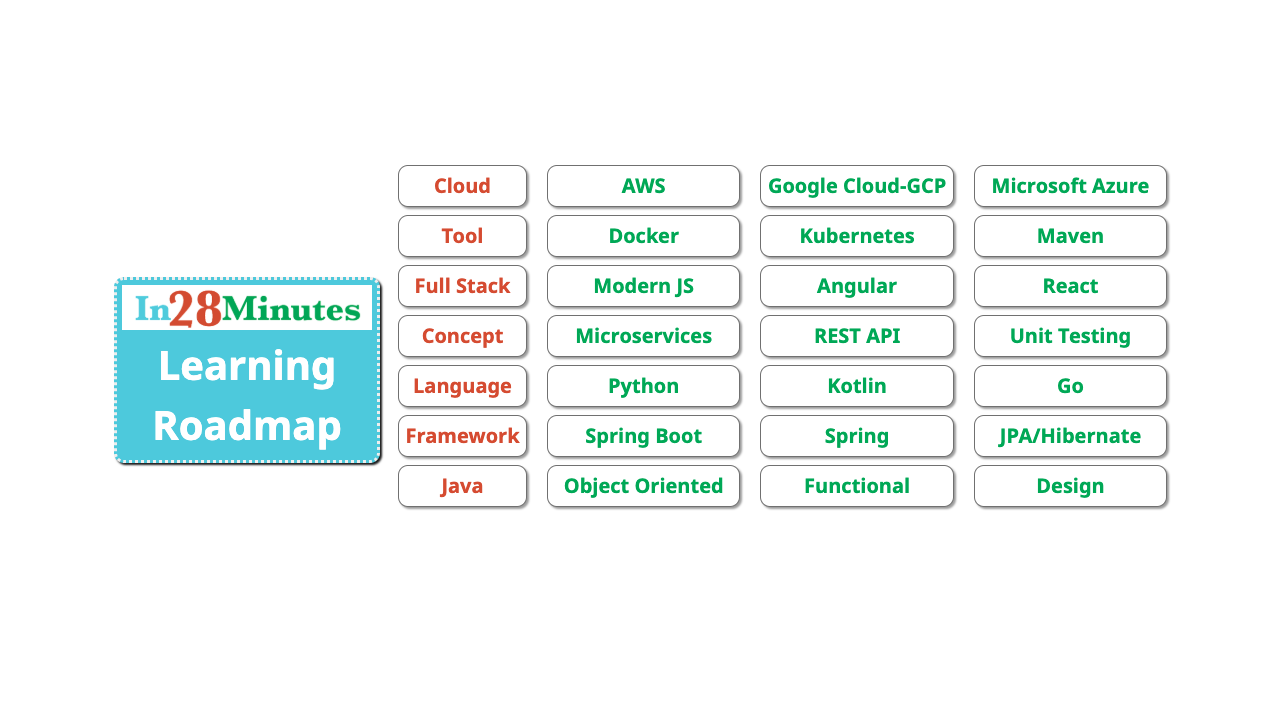 In28Minutes
Learning
Roadmap
Cloud AWS Google Cloud-GCP Microsoft Azure
Tool Docker Kubernetes Maven
Full Stack Modern JS Angular React
Concept Microservices REST API Unit Testing
Language Python Kotlin Go
Framework Spring Boot Spring JPA/Hibernate
Java Object Oriented Functional Design